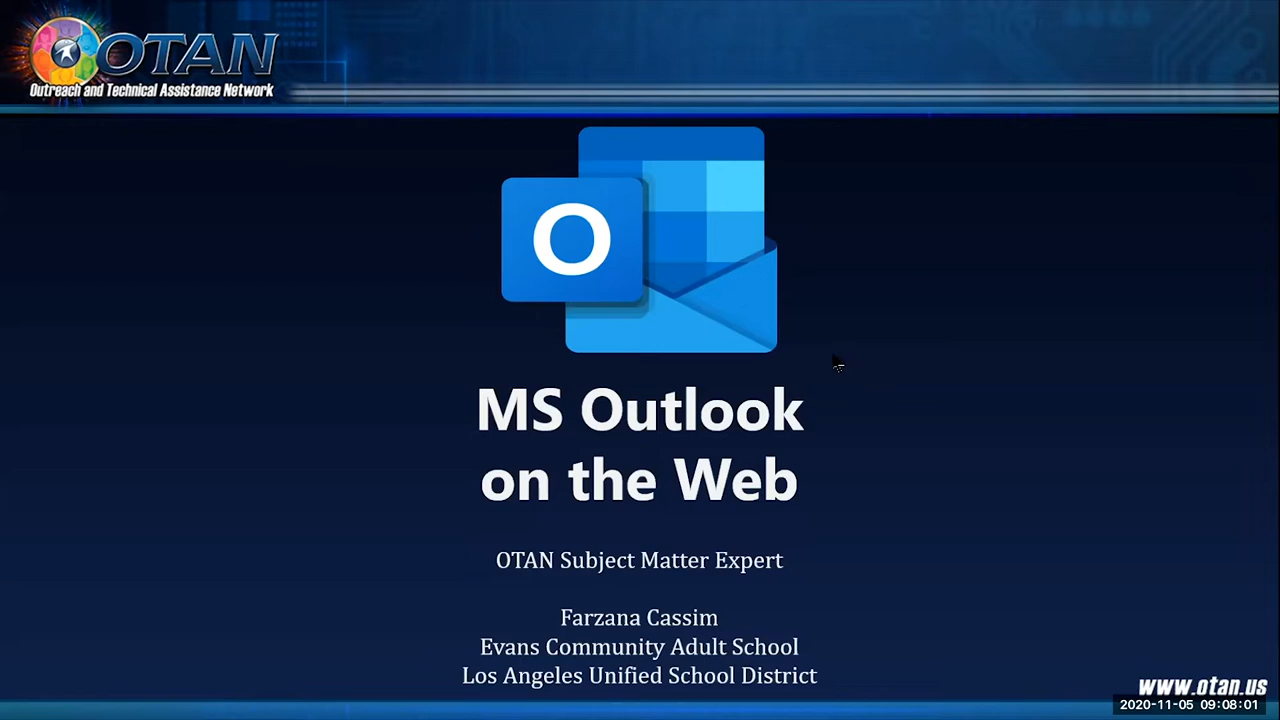 OTAN
Outreach and Technical Assistance Network
O
MS Outlook
on the Web
OTAN Subject Matter Expert
Farzana Cassim
Evans Community Adult School
Los Angeles Unified School District
www.otan.us
2020-11-05 09:08:01